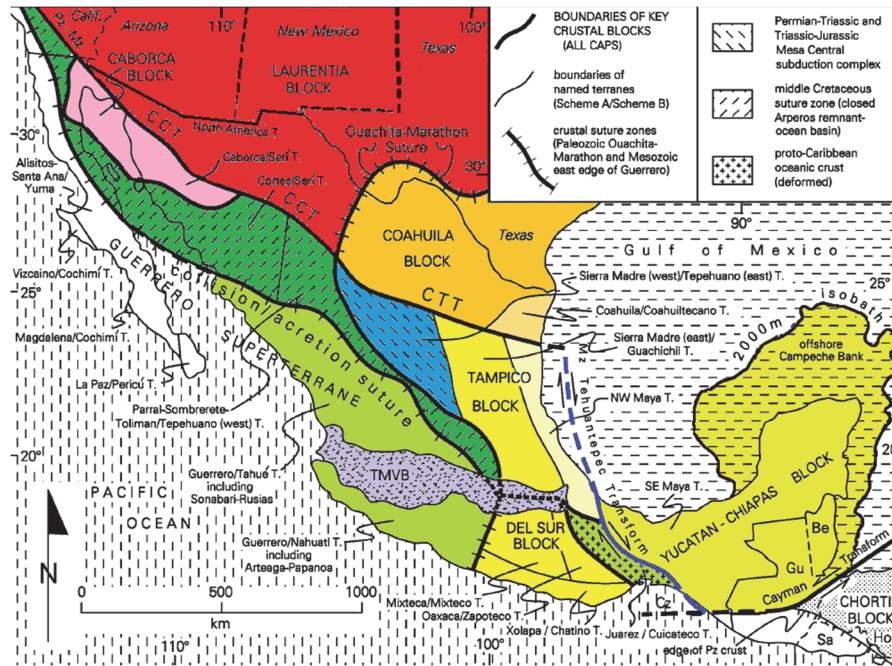 Calif.
Arizona
110°
New Mexico
100°
Texas
Pz-Mz
CABORCA
BLOCK
LAURENTIA
BLOCK
CCT
North America T.
Ouachita-Marathon
Suture
30°
30°
Caborca/Serí T.
Cortes/Serí T.
CCT
Alisitos-
Santa Ana/
Yuma
COAHUILA
BLOCK
Texas
CTT
GUERRERO
SUPERTERRANE
collision/acretion suture
Vizcaino/Cochimí T.
25°
Magdalena/Cochimí T.
La Paz/Pericú T.
Parral-Sombrerete-
Toliman/Tepehuano (west) T.
TAMPICO
BLOCK
20°
Guerrero/Tahué T.
including
Sonabari-Rusias
TMVB
PACIFIC
OCEAN
Guerrero/Nahuatl T.
including
Arteaga-Papanoa
DEL SUR
BLOCK
N
0
500
1000
km
110°
100°
Mixteca/Mixteco T.
Oaxaca/Zapoteco T.
Xolapa / Chatino T.
Juarez / Cuicateco T.
edge of Pz crust
BOUNDARIES OF KEY
CRUSTAL BLOCKS
(ALL CAPS)
boundaries of
named terranes
(Scheme A/Scheme B)
crustal suture zones
(Paleozoic Ouachita-
Marathon and Mesozoic
east edge of Guerrero)
Permian-Triassic and
Triassic-Jurassic
Mesa Central
subduction complex
middle Cretaceous
suture zone (closed
Arperos remnant-
ocean basin)
proto-Caribbean
oceanic crust
(deformed)
90°
Gulf of Mexico
Sierra Madre (west)/Tepehuano (east) T.
25°
Coahuila/Coahuiltecano T.
Sierra Madre (east)/
Guachichil T.
2000m isobath
offshore
Campeche Bank
NW Maya T.
Mz Tehuantepec Transform
SE Maya T.
20
YUCATAN-CHIAPAS BLOCK
Be
Gu
Cayman Transform
Cz
CHORTI
BLOCK
Sa
Ho